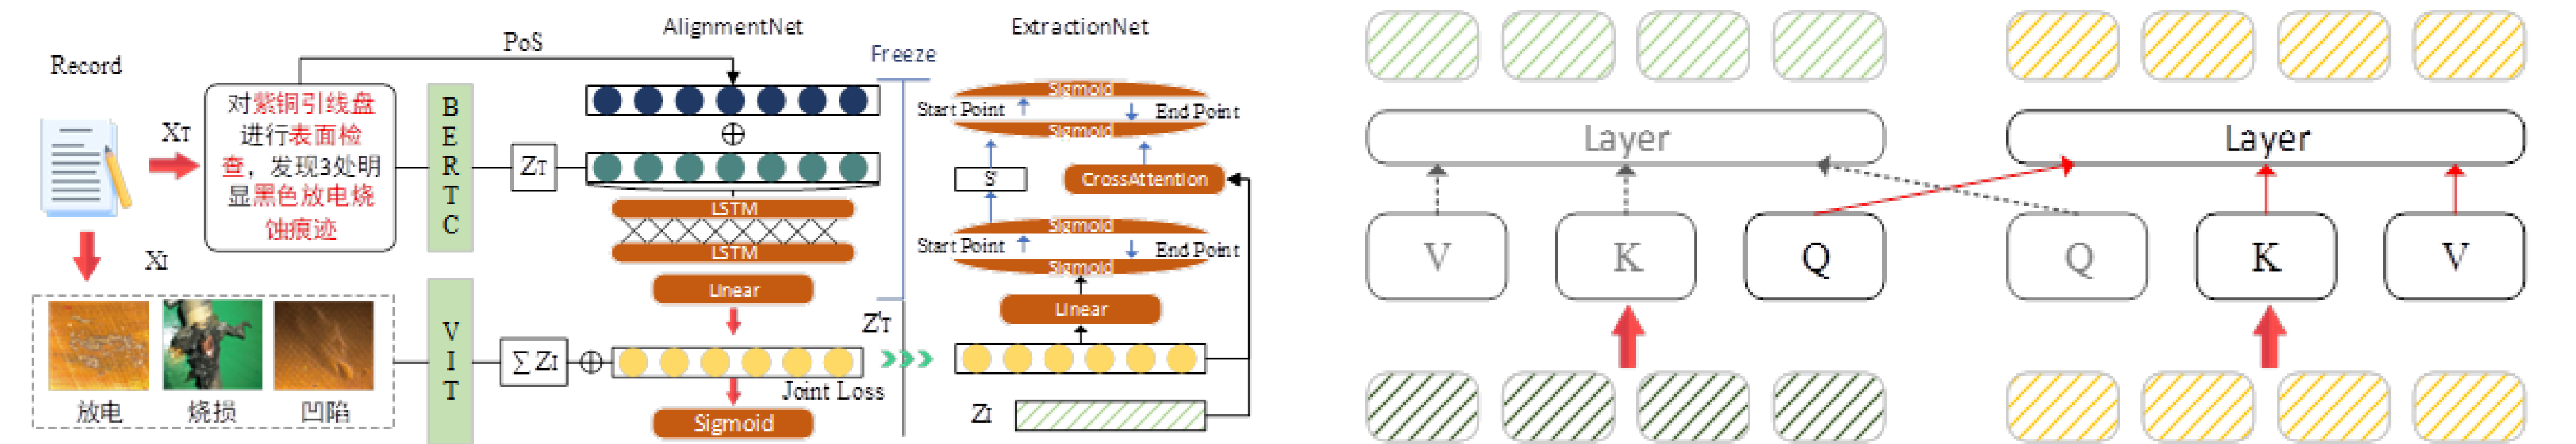 Record
XT
XI
对紫铜引线盘
进行表面检
查，发现3处明
显黑色放电烧
蚀痕迹
放电
烧损
凹陷
PoS
BERTC
VIT
ZT
∑ ZI
AlignmentNet
LSTM
LSTM
Linear
Joint Loss
Sigmoid
Freeze
Z'T
ExtractionNet
Sigmoid
Start Point
End Point
Sigmoid
S'
CrossAttention
Sigmoid
Start Point
End Point
Sigmoid
Linear
ZI
Layer
V
K
Q
Layer
Q
K
V